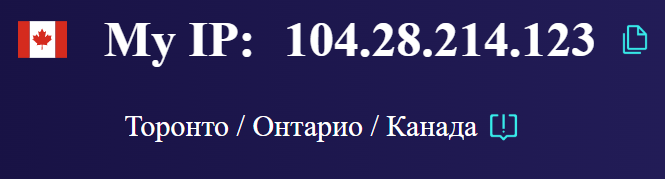 My IP: 104.28.214.123
Торонто / Онтарио / Канада